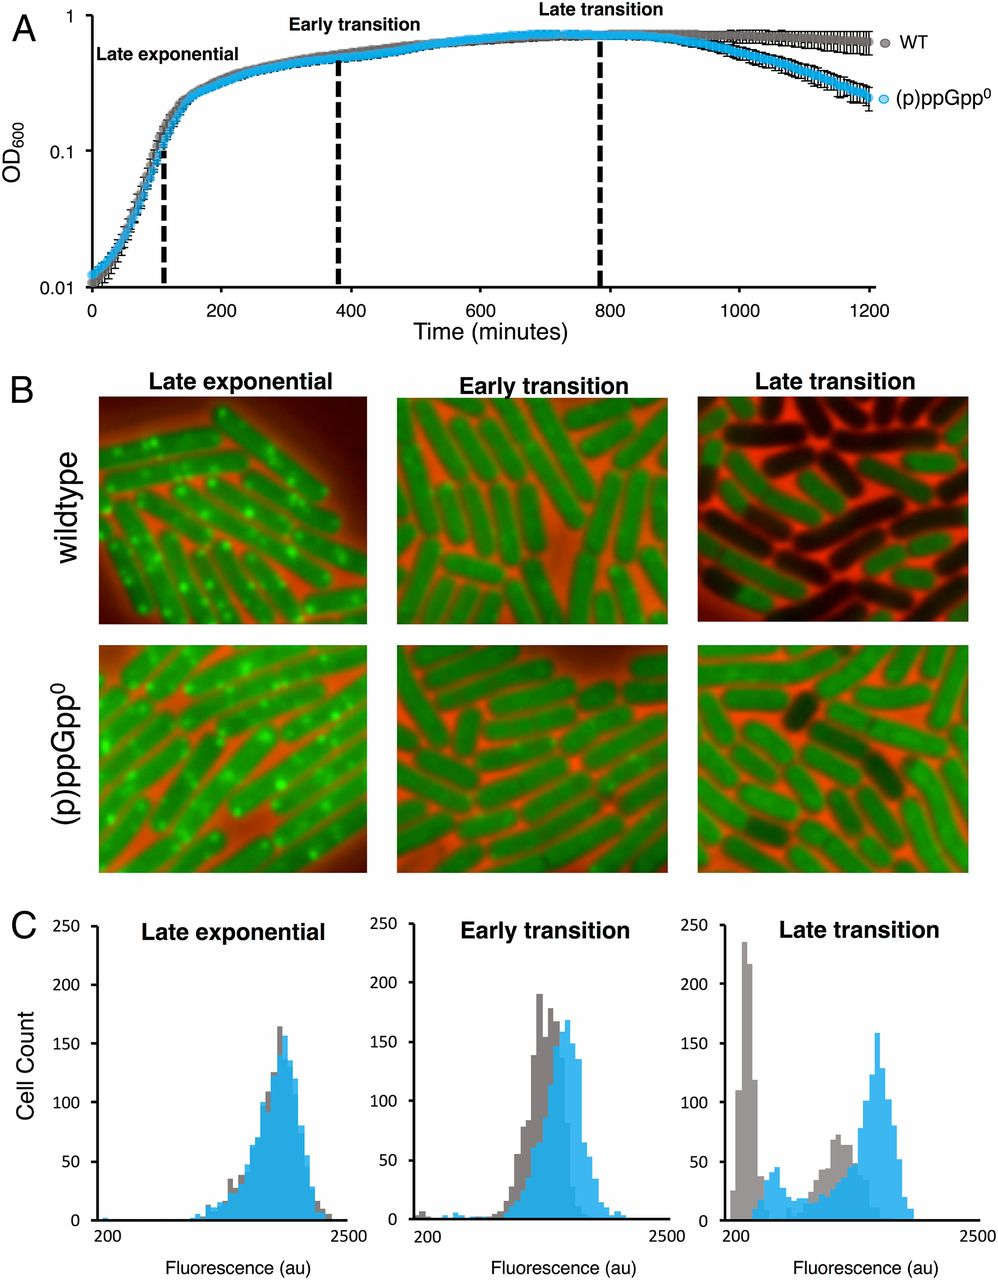 A
Late exponential
Early transition
Late transition
1
0.1
0.01
OD600
0
200
400
600
800
1000
1200
Time (minutes)
WT
(p)ppGpp0
B
Late exponential
Early transition
Late transition
wildtype
(p)ppGpp0
C
Late exponential
Early transition
Late transition
Cell Count
250
200
150
100
50
0
200
2500
Fluorescence (au)
250
200
150
100
50
0
200
2500
Fluorescence (au)
250
200
150
100
50
0
200
2500
Fluorescence (au)